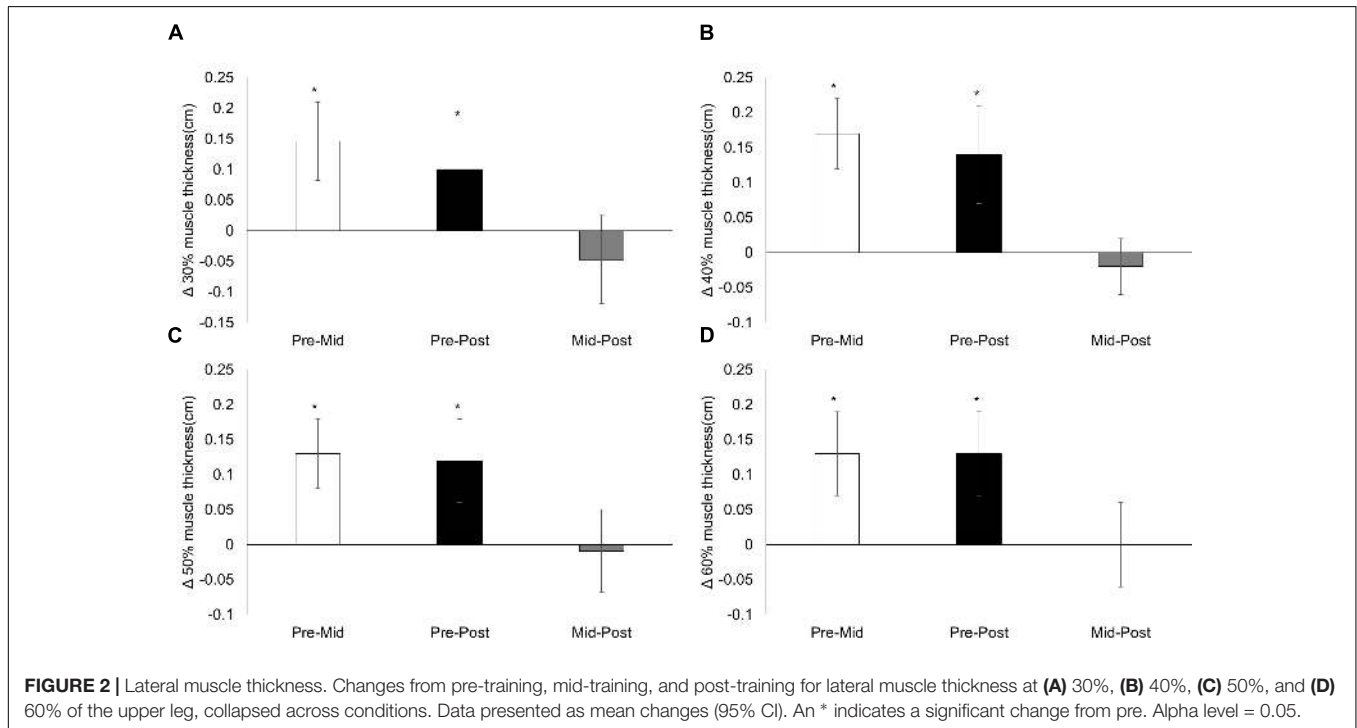 A
B
Δ 30% muscle thickness(cm)
0.25
0.2
0.15
0.1
0.05
0
-0.05
-0.1
-0.15
*
*
Pre-Mid
Pre-Post
Mid-Post
Δ 40% muscle thickness(cm)
0.25
0.2
0.15
0.1
0.05
0
-0.05
-0.1
*
*
Pre-Mid
Pre-Post
Mid-Post
C
D
Δ 50% muscle thickness(cm)
0.25
0.2
0.15
0.1
0.05
0
-0.05
-0.1
*
*
Pre-Mid
Pre-Post
Mid-Post
Δ 60% muscle thickness(cm)
0.25
0.2
0.15
0.1
0.05
0
-0.05
-0.1
*
*
Pre-Mid
Pre-Post
Mid-Post
FIGURE 2 | Lateral muscle thickness. Changes from pre-training, mid-training, and post-training for lateral muscle thickness at (A) 30%, (B) 40%, (C) 50%, and (D)
60% of the upper leg, collapsed across conditions. Data presented as mean changes (95% CI). An * indicates a significant change from pre. Alpha level = 0.05.